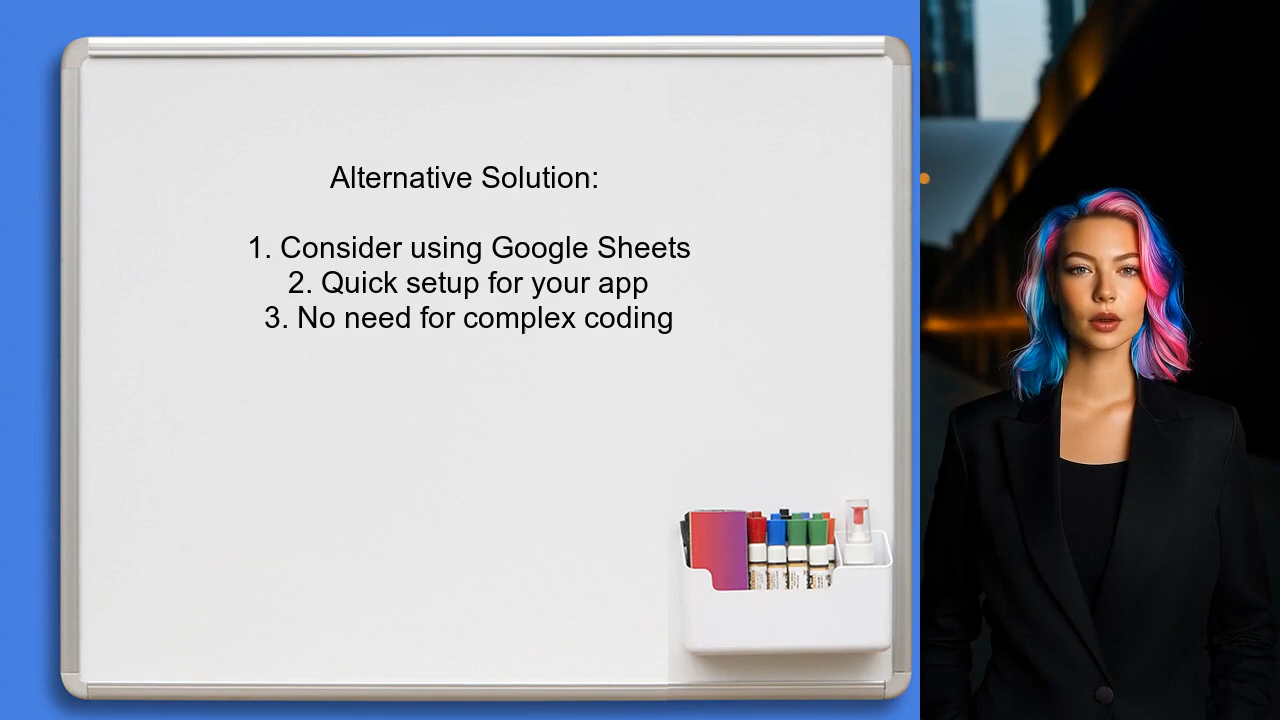 Alternative Solution:
1. Consider using Google Sheets
2. Quick setup for your app
3. No need for complex coding